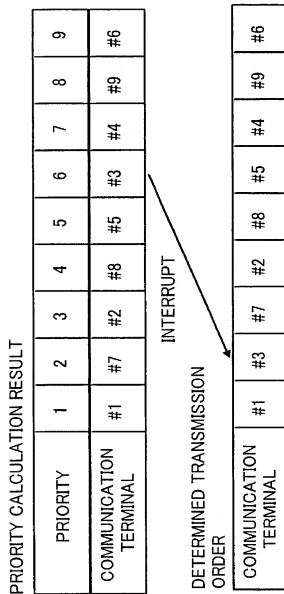 PRIORITY CALCULATION RESULT
PRIORITY 1 2 3 4 5 6 7 8 9
COMMUNICATION
TERMINAL #1 #7 #2 #8 #5 #3 #4 #9 #6
INTERRUPT
DETERMINED TRANSMISSION
ORDER
COMMUNICATION
TERMINAL #1 #3 #7 #2 #8 #5 #4 #9 #6